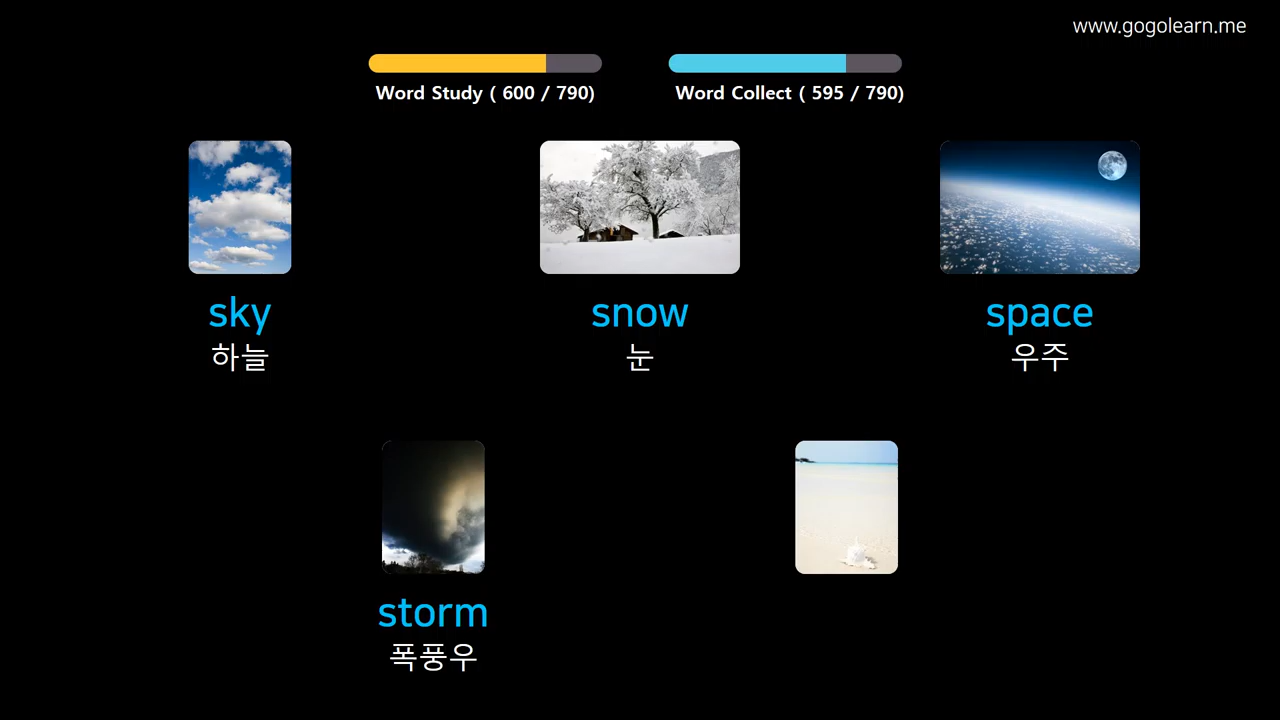 www.gogolearn.me
Word Study ( 600 / 790)
Word Collect ( 595 / 790)
sky
하늘
snow
눈
space
우주
storm
폭풍우